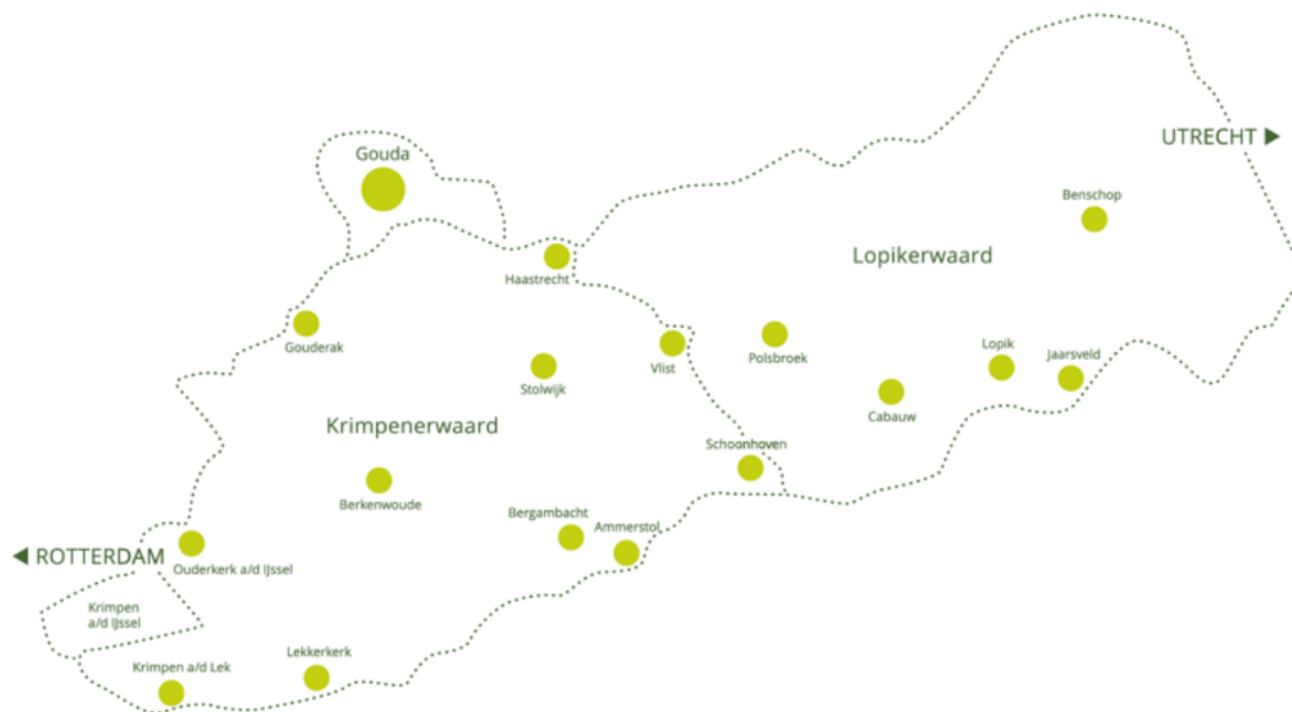 UTRECHT
Gouda
Benschop
Lopikerwaard
Haastrecht
Gouderak
Vlist
Polsbroek
Lopik
Jaarsveld
Stolwijk
Cabauw
Krimpenerwaard
Schoonhoven
Berkenwoude
Bergambacht
Ammerstol
ROTTERDAM
Ouderkerk a/d IJssel
Krimpen
a/d IJssel
Lekkerkerk
Krimpen a/d Lek